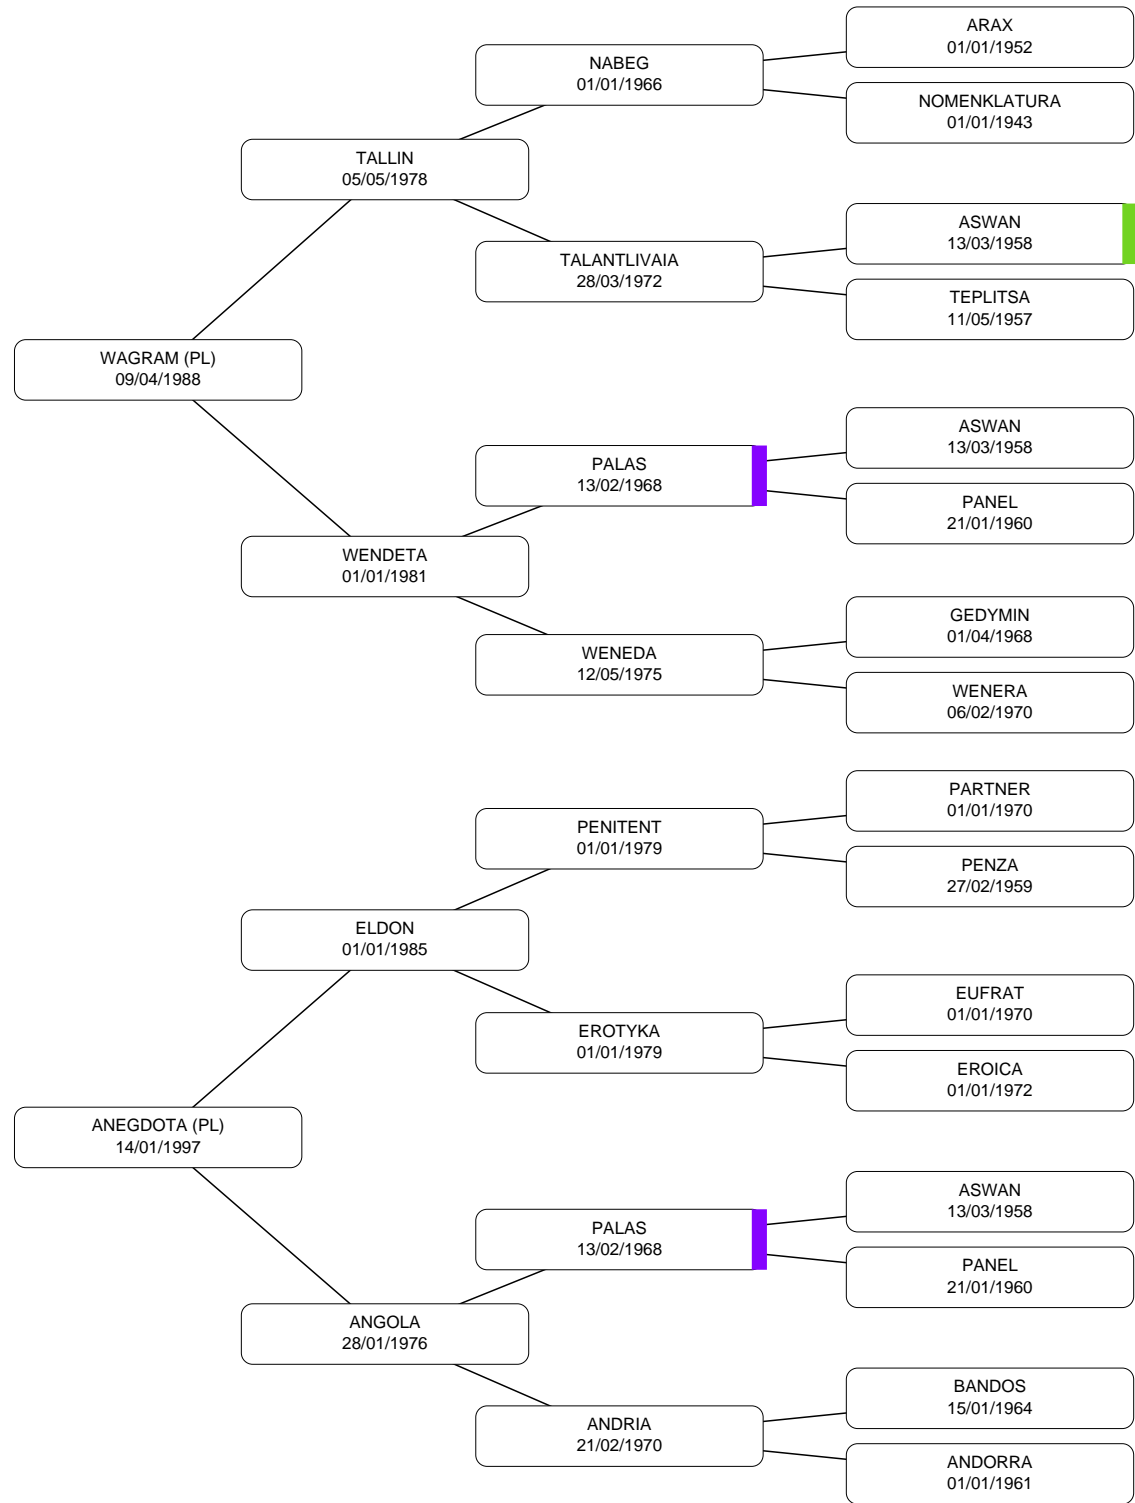 ARAX
01/01/1952
NABEG
01/01/1966
NOMENKLATURA
01/01/1943
TALLIN
05/05/1978
ASWAN
13/03/1958
TALANTLIVAIA
28/03/1972
TEPLITSA
11/05/1957
WAGRAM (PL)
09/04/1988
ASWAN
13/03/1958
PALAS
13/02/1968
PANEL
21/01/1960
WENDETA
01/01/1981
GEDYMIN
01/04/1968
WENEDA
12/05/1975
WENERA
06/02/1970
PARTNER
01/01/1970
PENITENT
01/01/1979
PENZA
27/02/1959
ELDON
01/01/1985
EUFRAT
01/01/1970
EROTYKA
01/01/1979
EROICA
01/01/1972
ANEGDOTA (PL)
14/01/1997
ASWAN
13/03/1958
PALAS
13/02/1968
PANEL
21/01/1960
ANGOLA
28/01/1976
BANDOS
15/01/1964
ANDRIA
21/02/1970
ANDORRA
01/01/1961